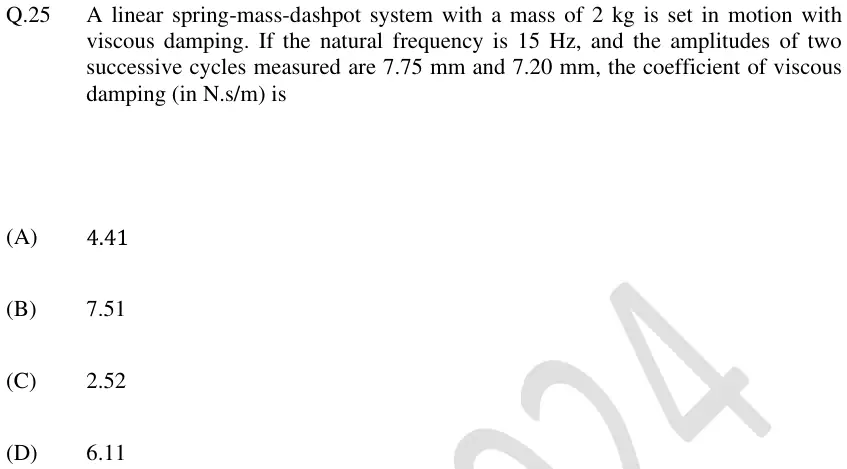 Q.25 A linear spring-mass-dashpot system with a mass of 2 kg is set in motion with
viscous damping. If the natural frequency is 15 Hz, and the amplitudes of two
successive cycles measured are 7.75 mm and 7.20 mm, the coefficient of viscous
damping (in N.s/m) is
(A) 4.41
(B) 7.51
(C) 2.52
(D) 6.11
024